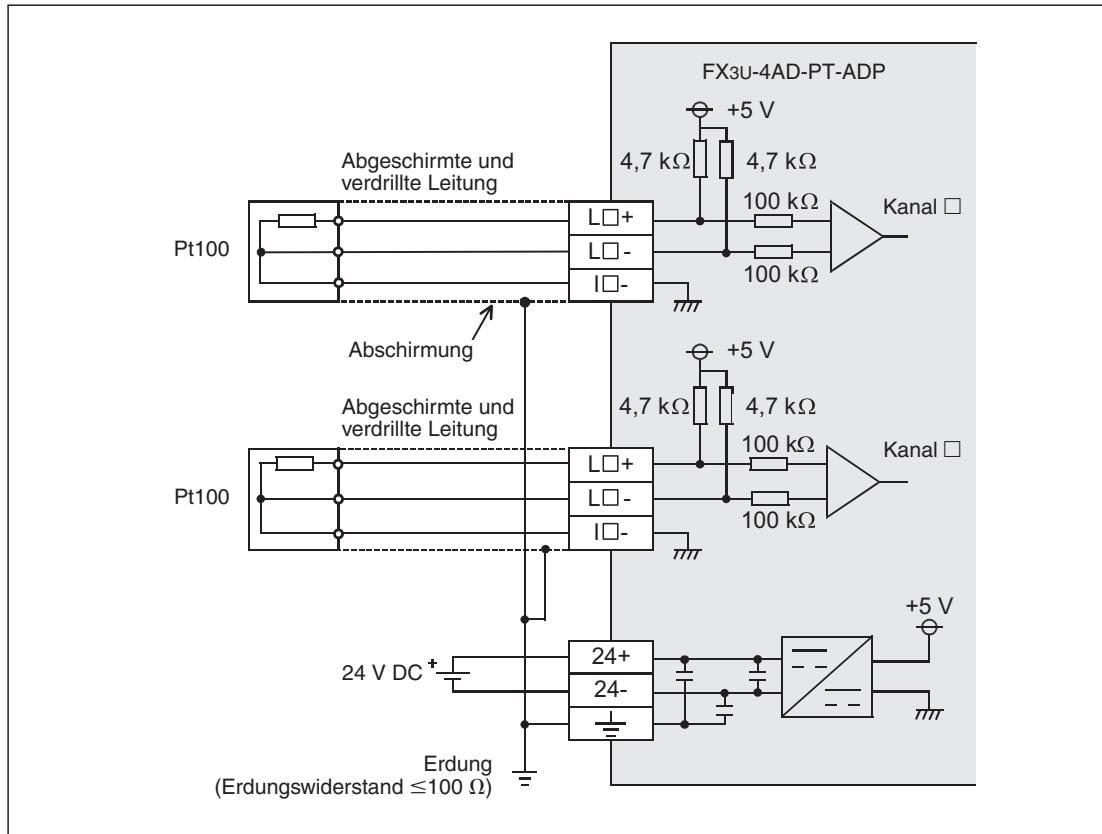 FX3U-4AD-PT-ADP
+5 V
4,7 kΩ
4,7 kΩ
Abgeschirmte und
verdrillte Leitung
100 kΩ
Kanal □
L□+
Pt100
L□-
100 kΩ
I□-
Abschirmung
+5 V
4,7 kΩ
4,7 kΩ
Abgeschirmte und
verdrillte Leitung
100 kΩ
Kanal □
L□+
Pt100
L□-
100 kΩ
I□-
+5 V
24 V DC
+
24+
24-
Erdung
(Erdungswiderstand ≤100 Ω)